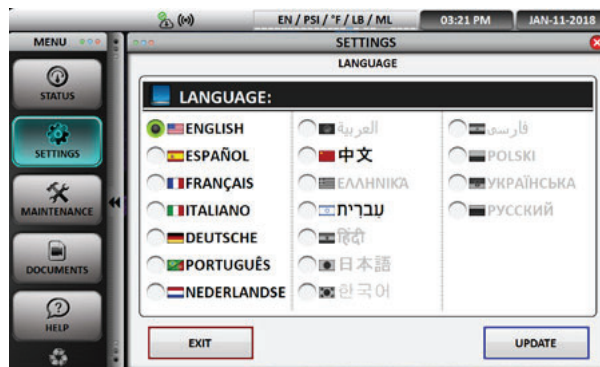 EN / PSI / °F / LB / ML
03:21 PM
JAN-11-2018
MENU
SETTINGS
LANGUAGE
STATUS
SETTINGS
MAINTENANCE
DOCUMENTS
HELP
LANGUAGE:
ENGLISH
ESPAÑOL
FRANÇAIS
ITALIANO
DEUTSCHE
PORTUGUÊS
NEDERLANDSE
العربية
中文
ΕΛΛΗΝΙΚΆ
עִבְרִית
हिंदी
日本語
한국어
فارسی
POLSKI
УКРАЇНСЬКА
РУССКИЙ
EXIT
UPDATE